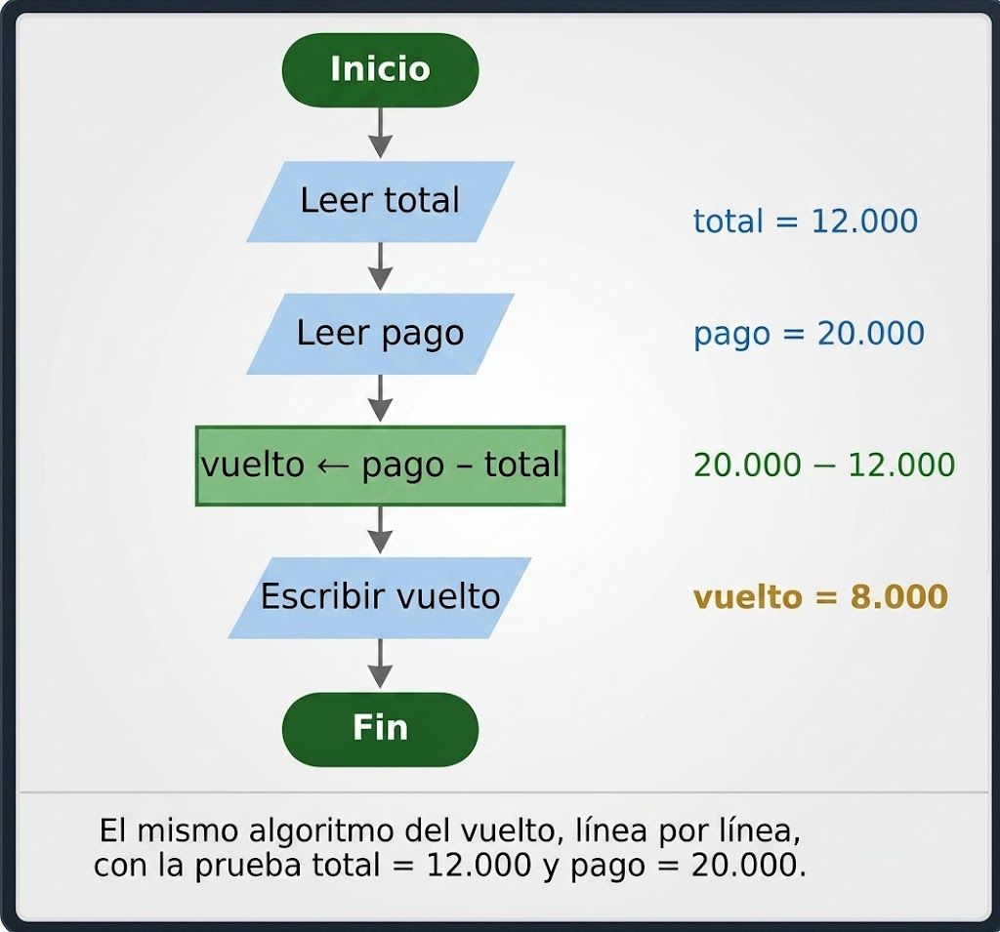 Inicio
Leer total
total = 12.000
Leer pago
pago = 20.000
vuelto ← pago – total
20.000 − 12.000
Escribir vuelto
vuelto = 8.000
Fin
El mismo algoritmo del vuelto, línea por línea,
con la prueba total = 12.000 y pago = 20.000.